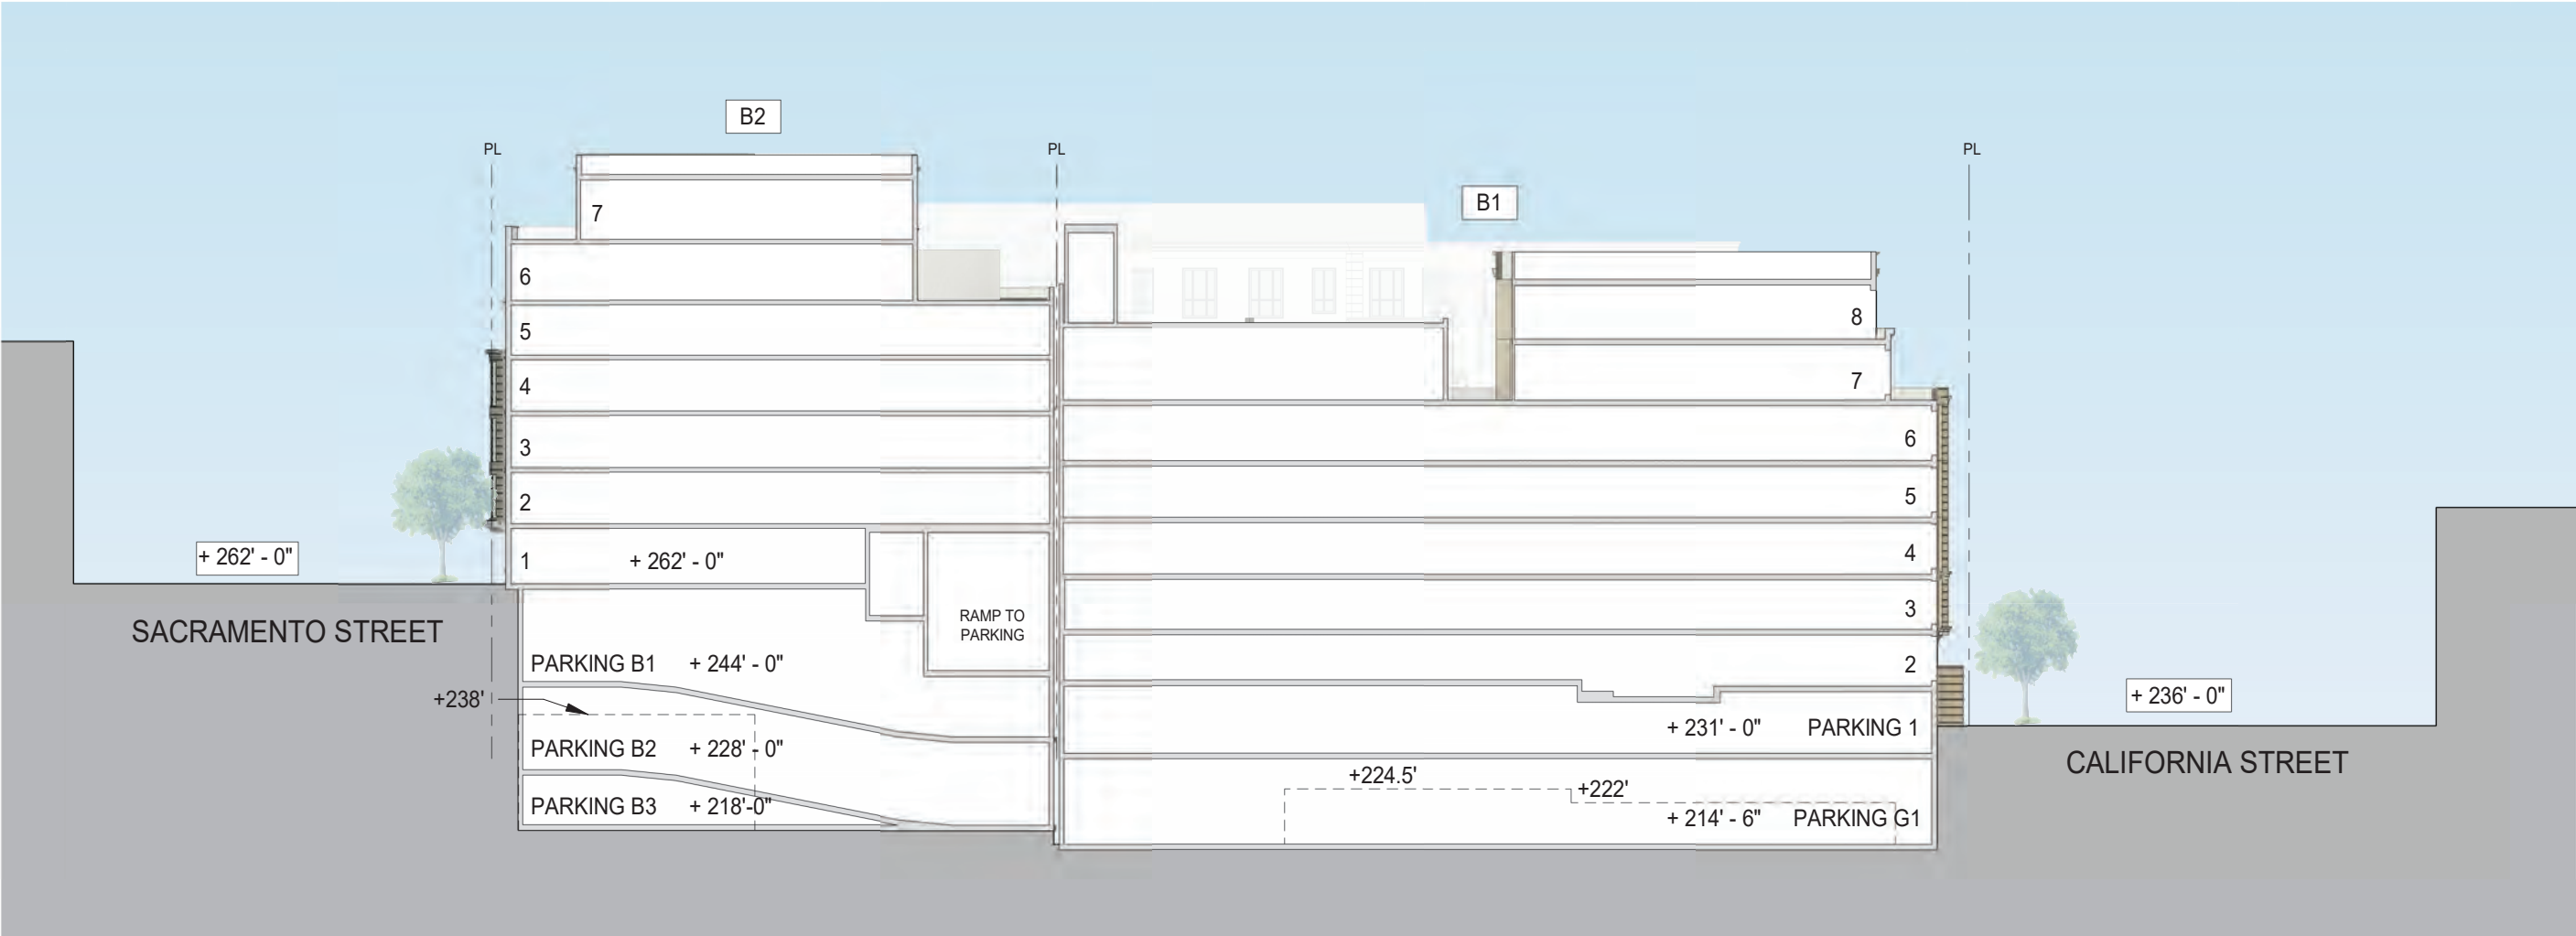 B2
PL
PL
PL
B1
7
6
5
4
3
2
1
+ 262' - 0"
+ 262' - 0"
SACRAMENTO STREET
RAMP TO
PARKING
PARKING B1 + 244' - 0"
+238'
PARKING B2 + 228' - 0"
PARKING B3 + 218'-0"
8
7
6
5
4
3
2
+ 231' - 0" PARKING 1
+224.5'
+222'
+ 214' - 6" PARKING G1
+ 236' - 0"
CALIFORNIA STREET